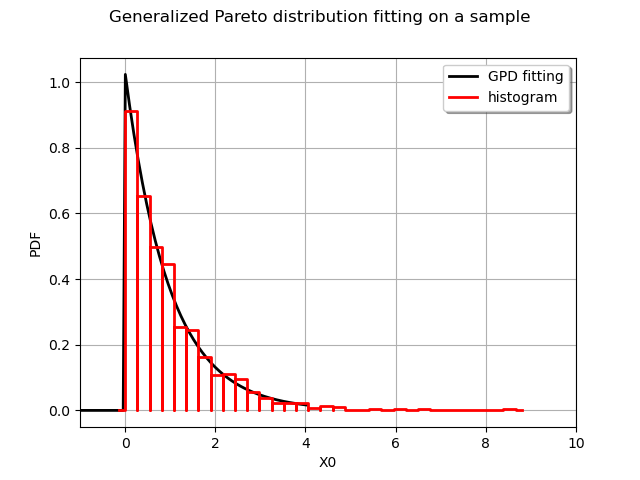 Generalized Pareto distribution fitting on a sample
GPD fitting
histogram
PDF
1.0
0.8
0.6
0.4
0.2
0.0
0 2 4 6 8 10
X0